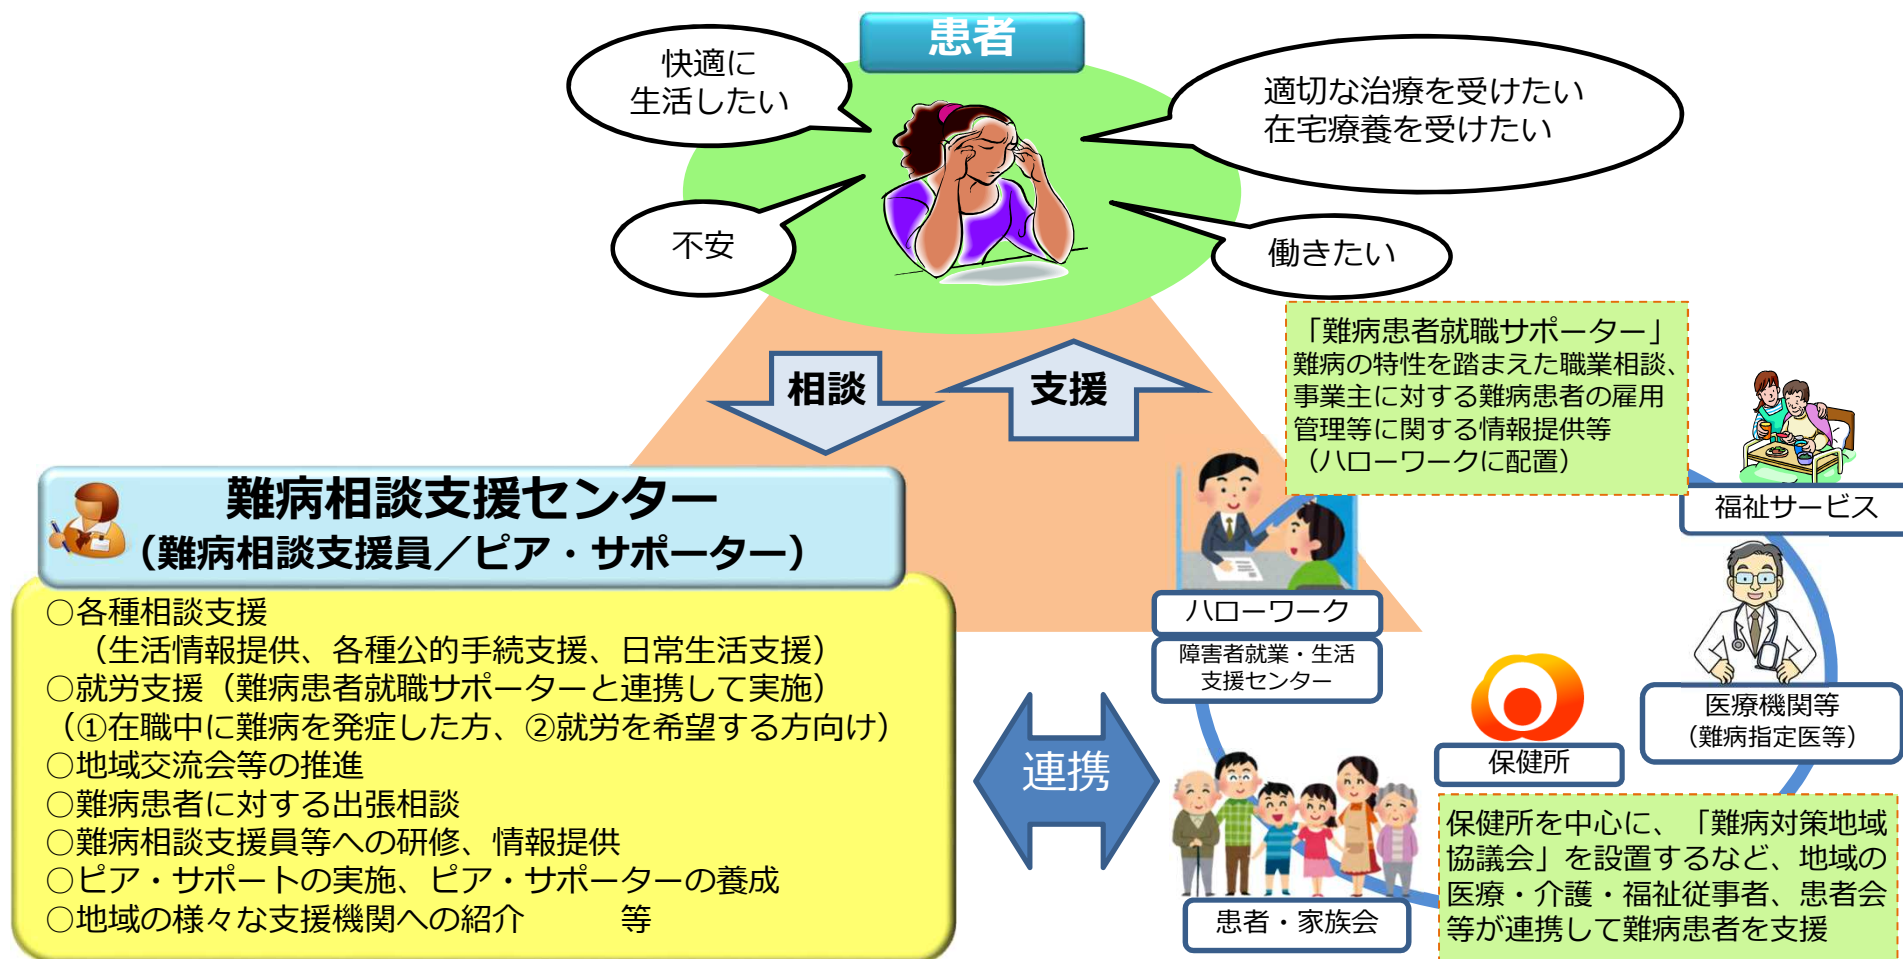 患者
快適に
生活したい
適切な治療を受けたい
在宅療養を受けたい
不安
働きたい
相談
支援
「難病患者就職サポーター」
難病の特性を踏まえた職業相談、
事業主に対する難病患者の雇用
管理等に関する情報提供等
（ハローワークに配置）
福祉サービス
難病相談支援センター
（難病相談支援員／ピア・サポーター）
○各種相談支援
（生活情報提供、各種公的手続支援、日常生活支援）
○就労支援（難病患者就職サポーターと連携して実施）
（①在職中に難病を発症した方、②就労を希望する方向け）
○地域交流会等の推進
○難病患者に対する出張相談
○難病相談支援員等への研修、情報提供
○ピア・サポートの実施、ピア・サポーターの養成
○地域の様々な支援機関への紹介　　　等
連携
ハローワーク
障害者就業・生活
支援センター
医療機関等
（難病指定医等）
保健所
患者・家族会
保健所を中心に、「難病対策地域
協議会」を設置するなど、地域の
医療・介護・福祉従事者、患者会
等が連携して難病患者を支援